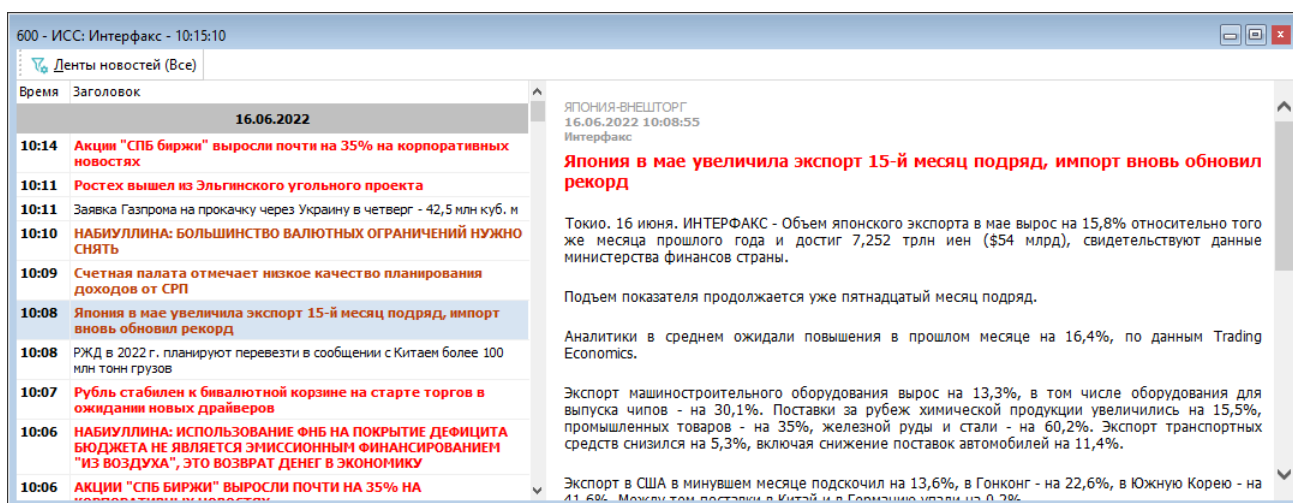 600 - ИСС: Интерфакс - 10:15:10
Ленты новостей (Все)
Время Заголовок
16.06.2022
10:14 Акции "СПБ биржи" выросли почти на 35% на корпоративных
новостях
10:11 Ростех вышел из Эльгинского угольного проекта
10:11 Заявка Газпрома на прокачку через Украину в четверг - 42,5 млн куб. м
10:10 НАБИУЛЛИНА: БОЛЬШИНСТВО ВАЛЮТНЫХ ОГРАНИЧЕНИЙ НУЖНО
СНЯТЬ
10:09 Счетная палата отмечает низкое качество планирования
доходов от СРП
10:08 Япония в мае увеличила экспорт 15-й месяц подряд, импорт
вновь обновил рекорд
10:08 РЖД в 2022 г. планируют перевезти в сообщении с Китаем более 100
млн тонн грузов
10:07 Рубль стабилен к бивалютной корзине на старте торгов в
ожидании новых драйверов
10:06 НАБИУЛЛИНА: ИСПОЛЬЗОВАНИЕ ФНБ НА ПОКРЫТИЕ ДЕФИЦИТА
БЮДЖЕТА НЕ ЯВЛЯЕТСЯ ЭМИССИОННЫМ ФИНАНСИРОВАНИЕМ
"ИЗ ВОЗДУХА", ЭТО ВОЗВРАТ ДЕНЕГ В ЭКОНОМИКУ
10:06 АКЦИИ "СПБ БИРЖИ" ВЫРОСЛИ ПОЧТИ НА 35% НА
КОРПОРАТИВНЫХ НОВОСТЯХ
ЯПОНИЯ-ВНЕШТОРГ
16.06.2022 10:08:55
Интерфакс
Япония в мае увеличила экспорт 15-й месяц подряд, импорт вновь обновил
рекорд
Токио. 16 июня. ИНТЕРФАКС - Объем японского экспорта в мае вырос на 15,8% относительно того
же месяца прошлого года и достиг 7,252 трлн иен ($54 млрд), свидетельствуют данные
министерства финансов страны.
Подъем показателя продолжается уже пятнадцатый месяц подряд.
Аналитики в среднем ожидали повышения в прошлом месяце на 16,4%, по данным Trading
Economics.
Экспорт машиностроительного оборудования вырос на 13,3%, в том числе оборудования для
выпуска чипов - на 30,1%. Поставки за рубеж химической продукции увеличились на 15,5%,
промышленных товаров - на 35%, железной руды и стали - на 60,2%. Экспорт транспортных
средств снизился на 5,3%, включая снижение поставок автомобилей на 11,4%.
Экспорт в США в минувшем месяце подскочил на 13,6%, в Гонконг - на 22,6%, в Южную Корею - на
41,6%. Между тем поставки в Китай и в Германию упали на 0,2%